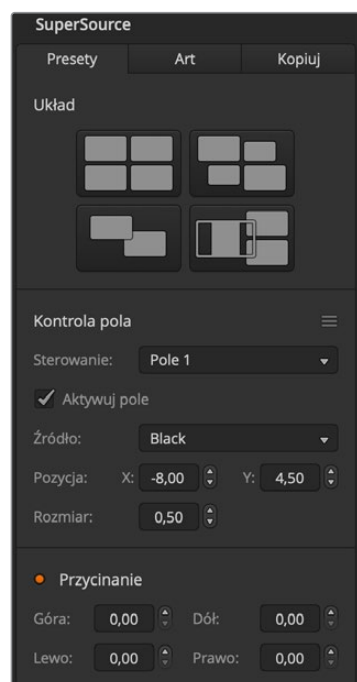 SuperSource
Presety Art Kopiuj
Układ
Kontrola pola
Sterowanie: Pole 1
Aktywuj pole
Źródło: Black
Pozycja: X: -8,00 Y: 4,50
Rozmiar: 0,50
Przycinanie
Góra: 0,00 Dół: 0,00
Lewo: 0,00 Prawo: 0,00